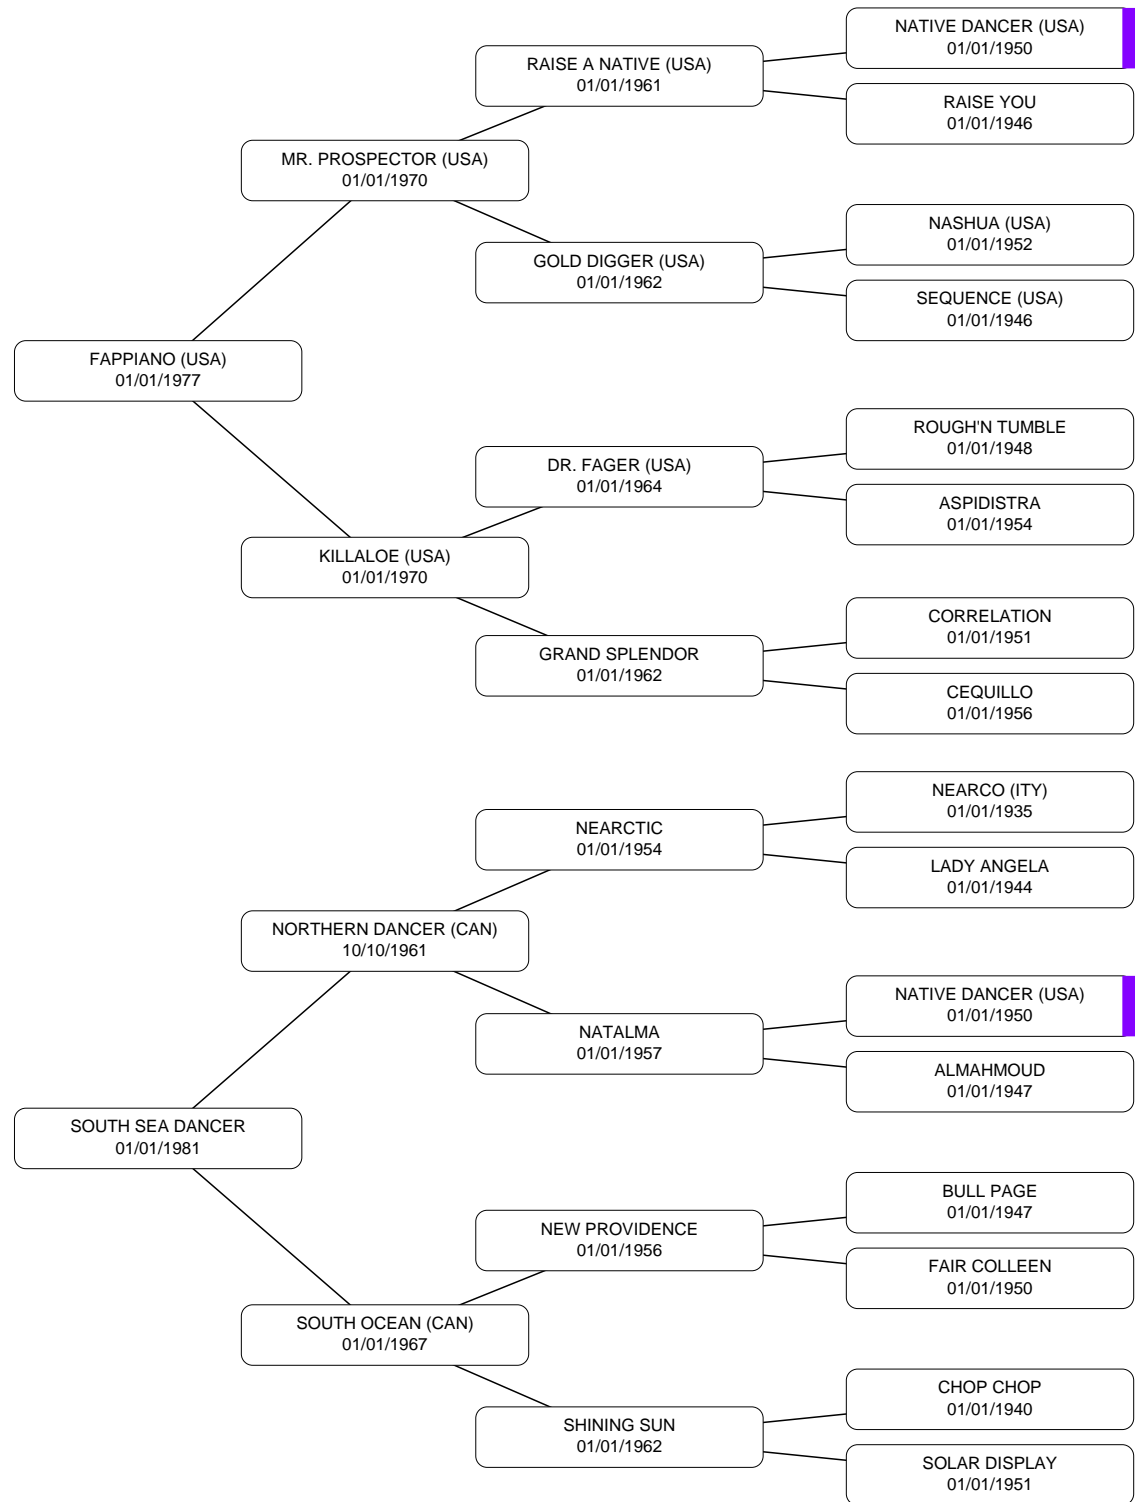 NATIVE DANCER (USA)
01/01/1950
RAISE A NATIVE (USA)
01/01/1961
RAISE YOU
01/01/1946
MR. PROSPECTOR (USA)
01/01/1970
NASHUA (USA)
01/01/1952
GOLD DIGGER (USA)
01/01/1962
SEQUENCE (USA)
01/01/1946
FAPPIANO (USA)
01/01/1977
ROUGH'N TUMBLE
01/01/1948
DR. FAGER (USA)
01/01/1964
ASPIDISTRA
01/01/1954
KILLALOE (USA)
01/01/1970
CORRELATION
01/01/1951
GRAND SPLENDOR
01/01/1962
CEQUILLO
01/01/1956
NEARCO (ITY)
01/01/1935
NEARCTIC
01/01/1954
LADY ANGELA
01/01/1944
NORTHERN DANCER (CAN)
10/10/1961
NATIVE DANCER (USA)
01/01/1950
NATALMA
01/01/1957
ALMAHMOUD
01/01/1947
SOUTH SEA DANCER
01/01/1981
BULL PAGE
01/01/1947
NEW PROVIDENCE
01/01/1956
FAIR COLLEEN
01/01/1950
SOUTH OCEAN (CAN)
01/01/1967
CHOP CHOP
01/01/1940
SHINING SUN
01/01/1962
SOLAR DISPLAY
01/01/1951